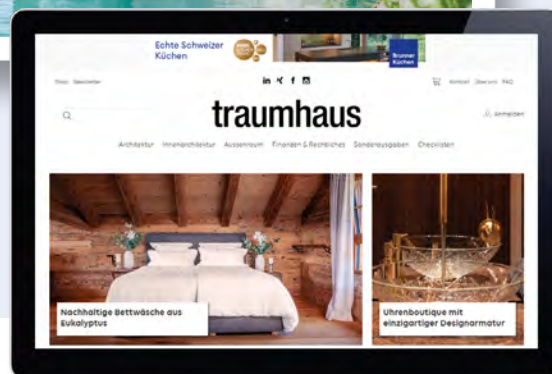 Echte Schweizer
Küchen
Brunner
Küchen
Shop Newsletter
Kontakt Über uns FAQ
traumhaus
Anmelden
Architektur Innenarchitektur Aussenraum Finanzen & Rechtliches Sonderausgaben Checklisten
Nachhaltige Bettwäsche aus
Eukalyptus
Uhrenboutique mit
einzigartiger Designarmatur